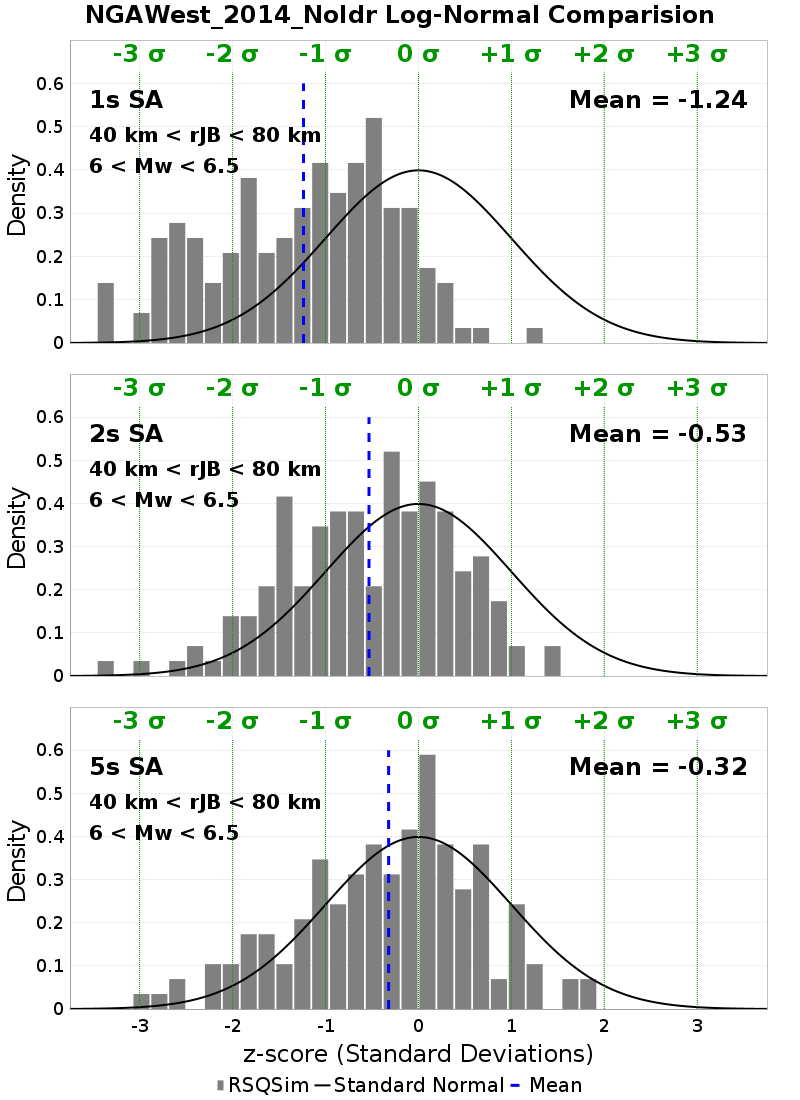 NGAWest_2014_NoIdr Log-Normal Comparision
-3 σ -2 σ -1 σ 0 σ +1 σ +2 σ +3 σ
1s SA
Mean = -1.24
40 km < rJB < 80 km
6 < Mw < 6.5
Density
0.6
0.5
0.4
0.3
0.2
0.1
0
-3 σ -2 σ -1 σ 0 σ +1 σ +2 σ +3 σ
2s SA
Mean = -0.53
40 km < rJB < 80 km
6 < Mw < 6.5
Density
0.6
0.5
0.4
0.3
0.2
0.1
0
-3 σ -2 σ -1 σ 0 σ +1 σ +2 σ +3 σ
5s SA
Mean = -0.32
40 km < rJB < 80 km
6 < Mw < 6.5
Density
0.6
0.5
0.4
0.3
0.2
0.1
0
-3 -2 -1 0 1 2 3
z-score (Standard Deviations)
RSQSim Standard Normal Mean